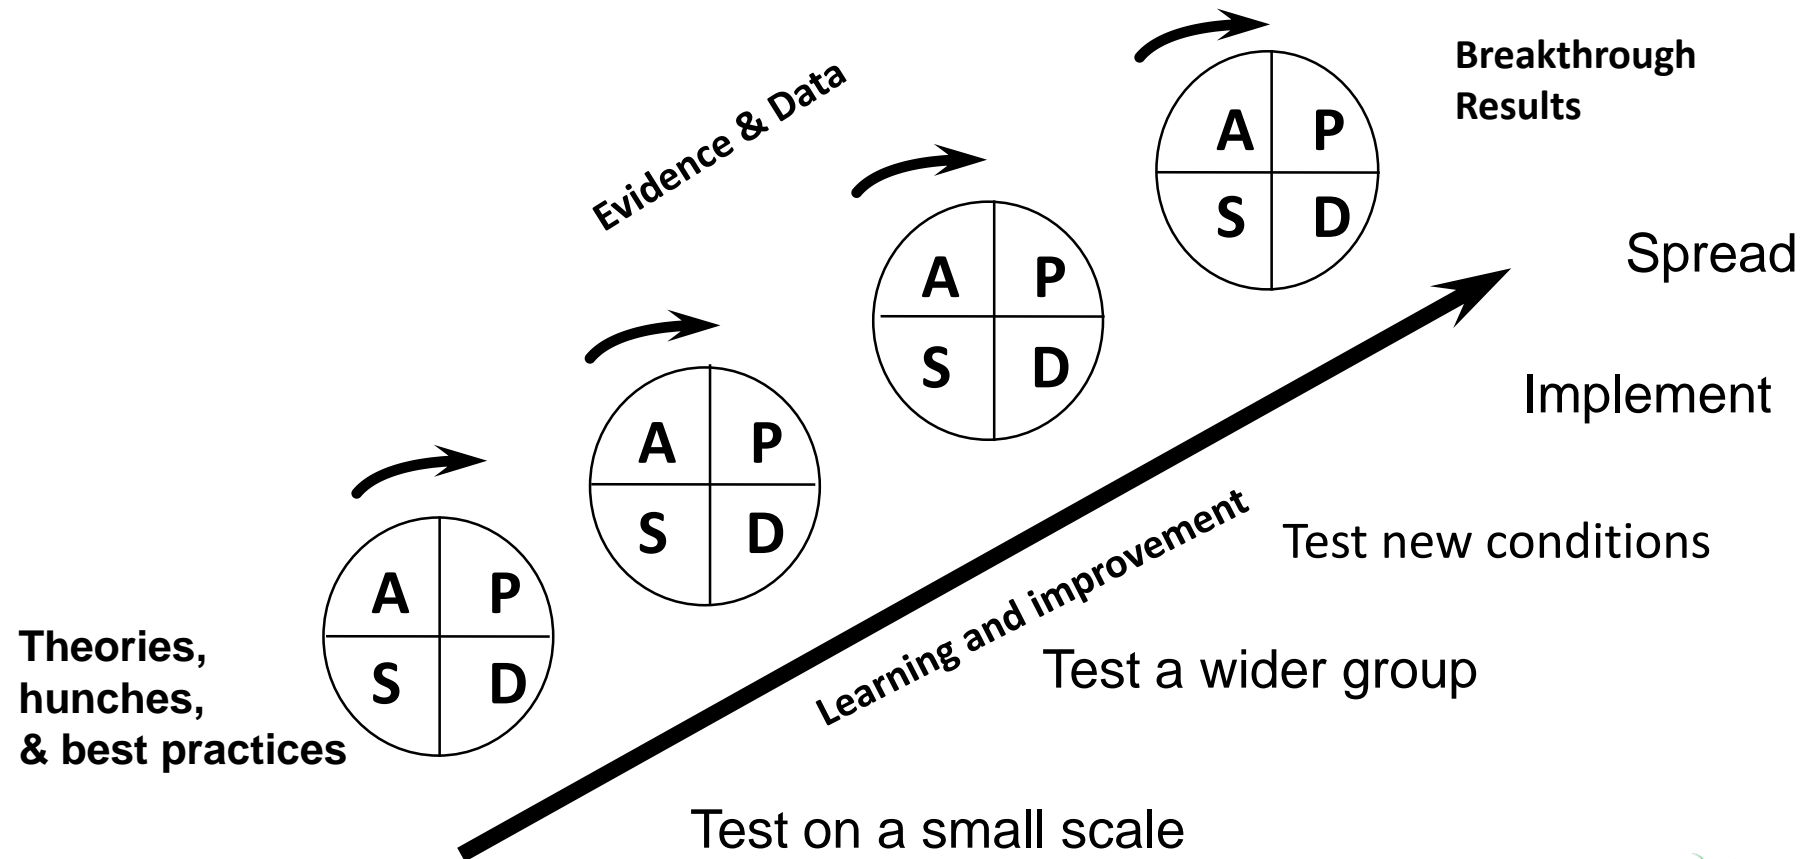 Breakthrough
Results
Evidence & Data
A P
S D
Spread
A P
S D
Implement
A P
S D
Learning and improvement
Test new conditions
A P
S D
Theories,
hunches,
& best practices
Test a wider group
Test on a small scale